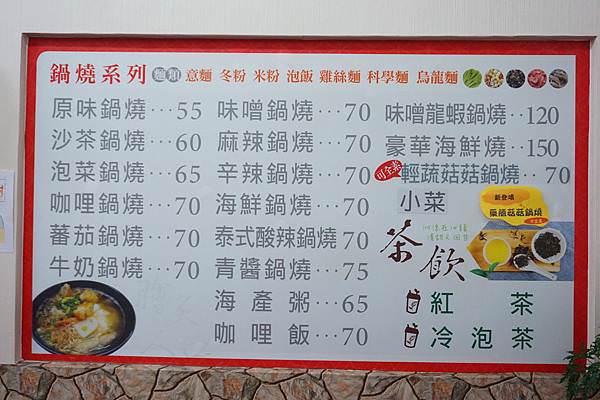 鍋燒系列 麵類 意麵 冬粉 米粉 泡飯 雞絲麵 科學麵 烏龍麵
原味鍋燒…55
沙茶鍋燒…60
泡菜鍋燒…65
咖哩鍋燒…70
蕃茄鍋燒…70
牛奶鍋燒…70
味噌鍋燒…70
麻辣鍋燒…70
辛辣鍋燒…70
海鮮鍋燒…70
泰式酸辣鍋燒 70
青醬鍋燒…75
海產粥…65
咖哩飯…70
味噌龍蝦鍋燒…120
豪華海鮮燒…150
可全素 輕蔬菇菇鍋燒‥70
小菜
新登場
藥膳菇菇鍋燒
茶飲
紅茶
冷泡茶